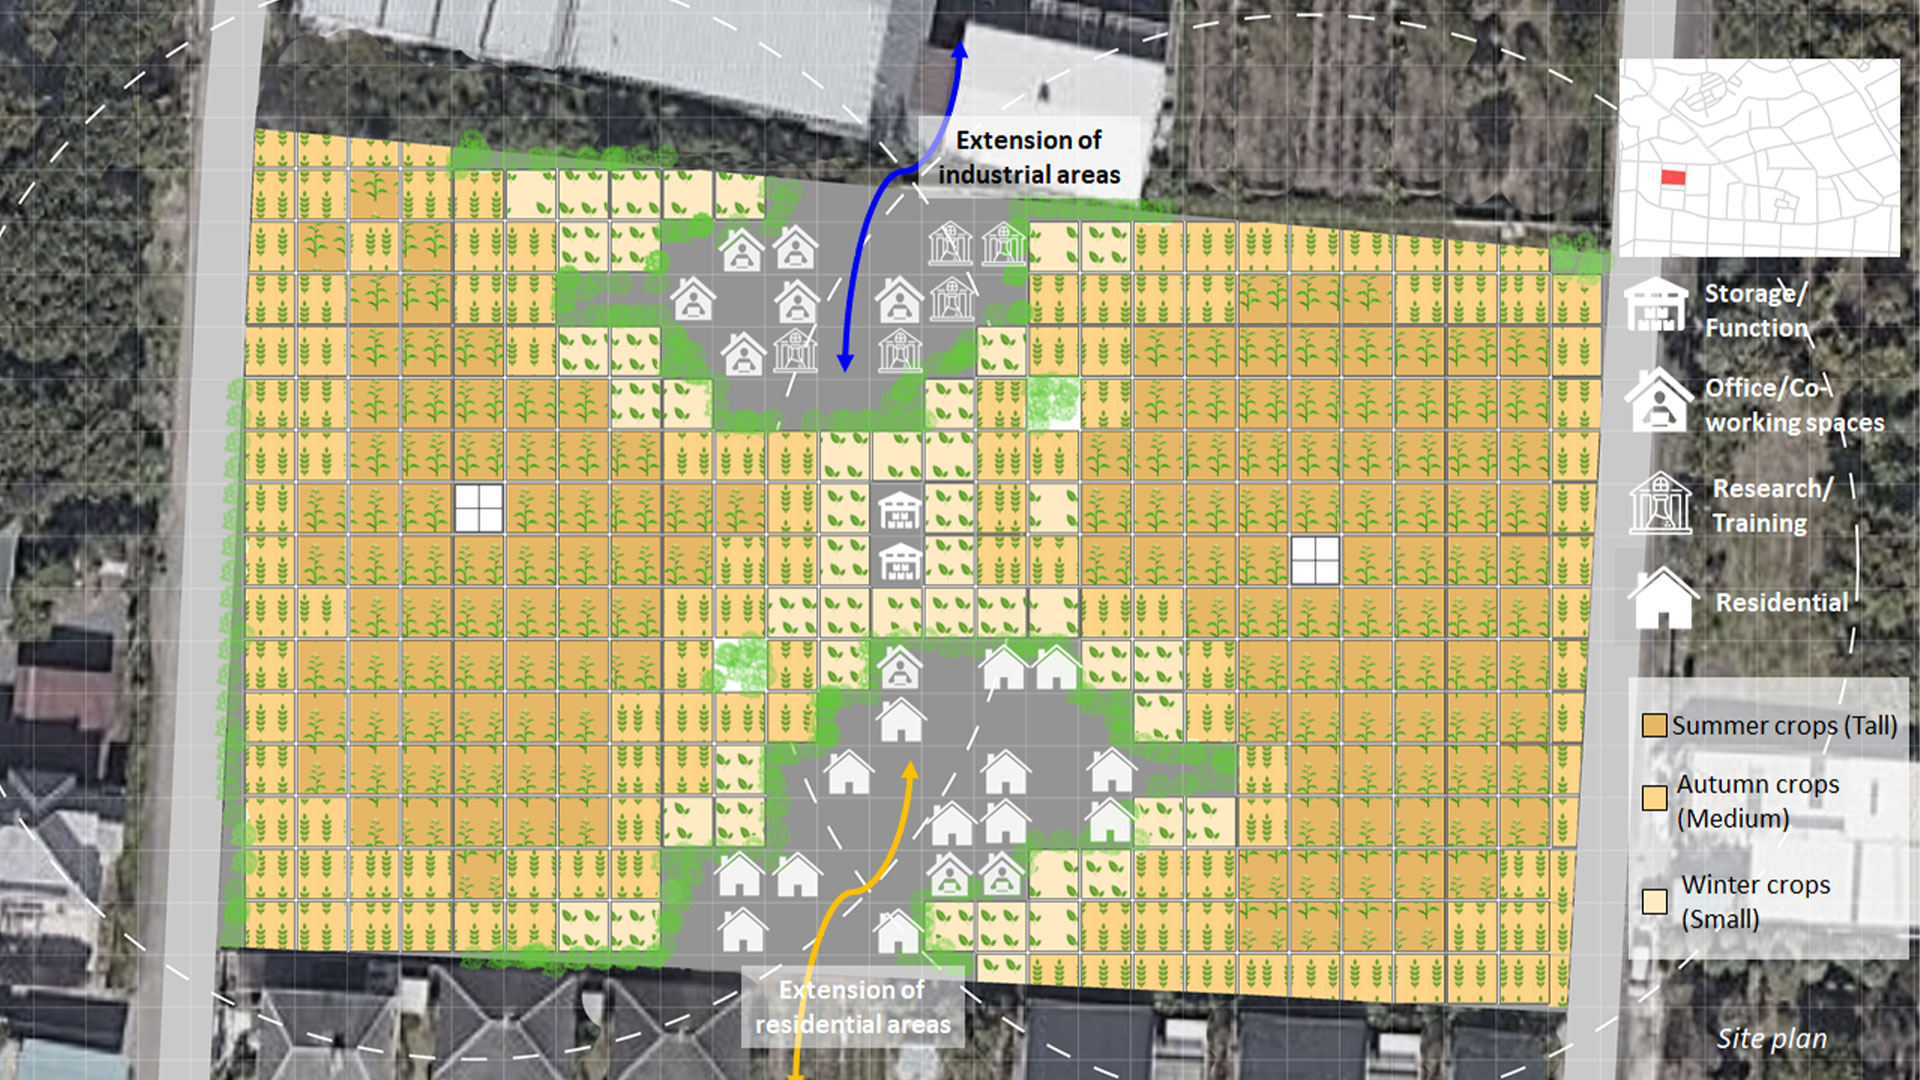 Extension of
industrial areas
Storage/
Function
Office/Co-
working spaces
Research/
Training
Residential
Summer crops (Tall)
Autumn crops
(Medium)
Winter crops
(Small)
Extension of
residential areas
Site plan